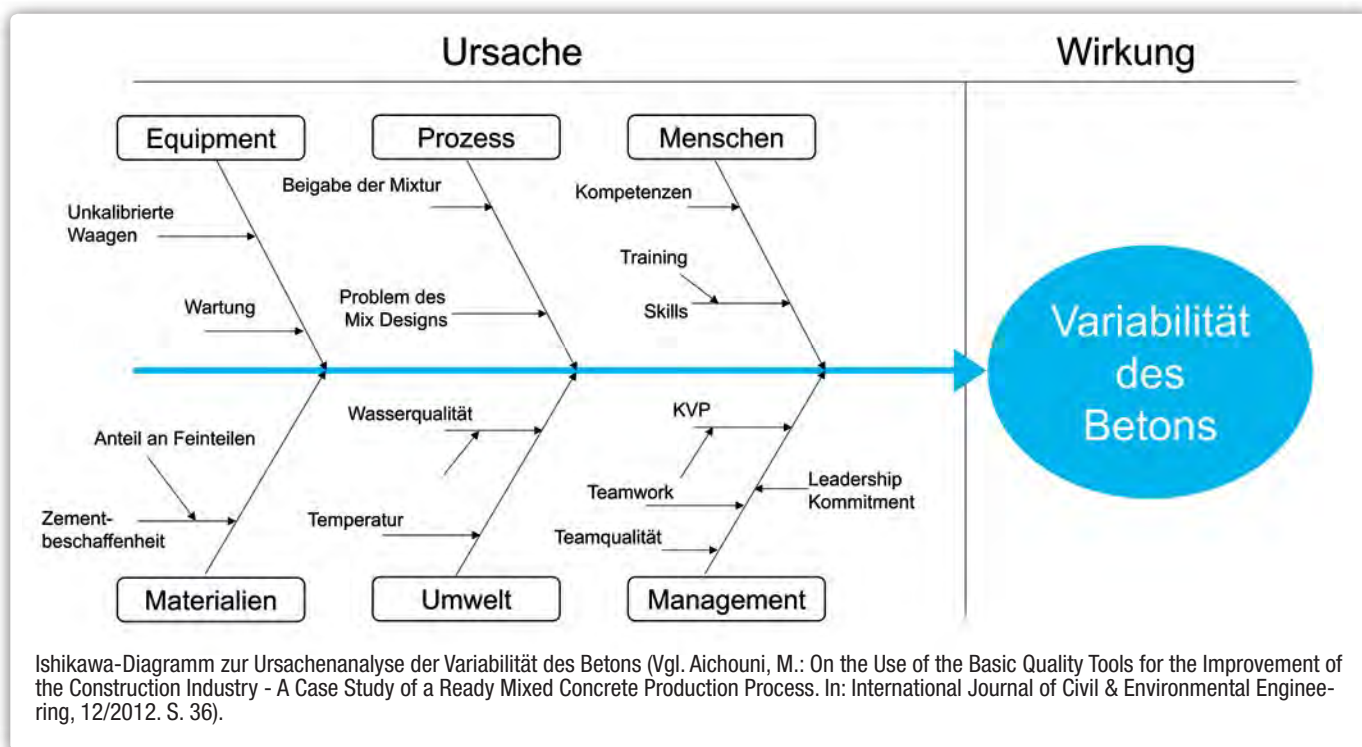 Ursache
Wirkung
Equipment
Prozess
Menschen
Beigabe der Mixtur
Kompetenzen
Unkalibrierte
Waagen
Training
Wartung
Problem des
Mix Designs
Skills
Variabilität
des
Betons
Wasserqualität
KVP
Anteil an Feinteilen
Leadership
Kommitment
Teamwork
Zement-
beschaffenheit
Temperatur
Teamqualität
Materialien
Umwelt
Management
Ishikawa-Diagramm zur Ursachenanalyse der Variabilität des Betons (Vgl. Aichouni, M.: On the Use of the Basic Quality Tools for the Improvement of
the Construction Industry - A Case Study of a Ready Mixed Concrete Production Process. In: International Journal of Civil & Environmental Enginee-
ring, 12/2012. S. 36).